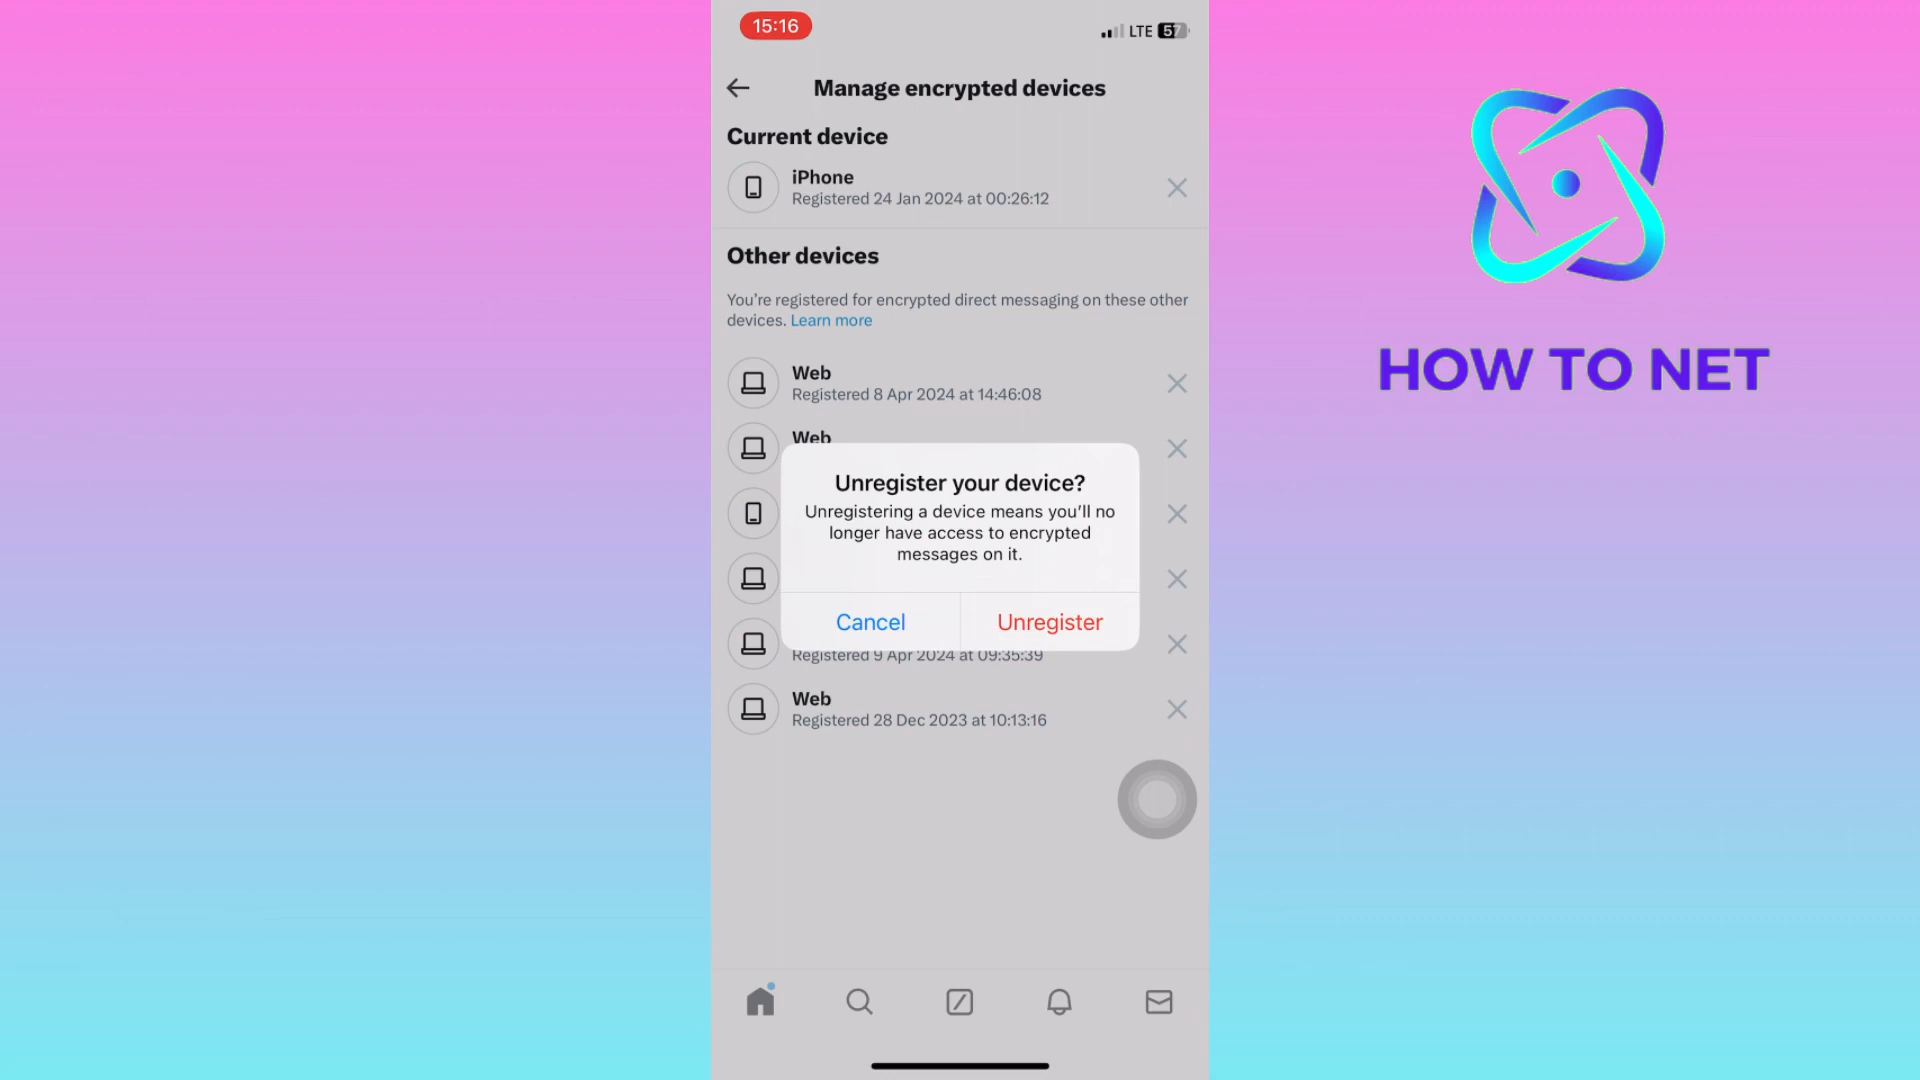 15:16
LTE 57
Manage encrypted devices
Current device
iPhone
Registered 24 Jan 2024 at 00:26:12
Other devices
You're registered for encrypted direct messaging on these other
devices. Learn more
Web
Registered 8 Apr 2024 at 14:46:08
Web
Unregister your device?
Unregistering a device means you'll no
longer have access to encrypted
messages on it.
Cancel Unregister
Registered 9 Apr 2024 at 09:35:39
Web
Registered 28 Dec 2023 at 10:13:16
HOW TO NET